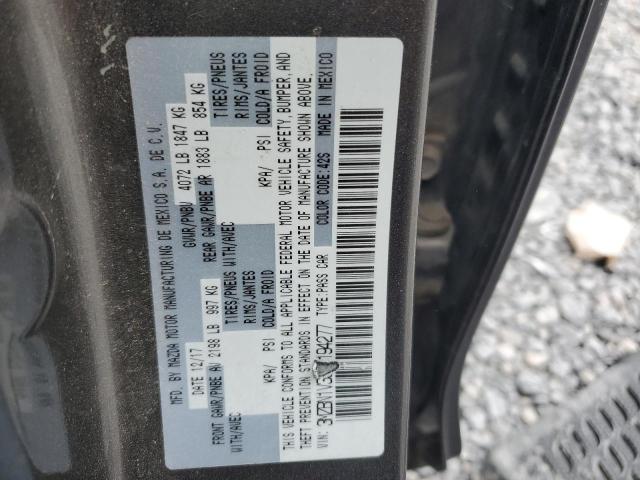 MFD. BY MAZDA MOTOR MANUFACTURING DE MEXICO S.A. DE C.V.
DATE 12/17 GVWR/PNBV 4072 LB 1847 KG
FRONT GAWR/PNBE AV 2198 LB 997 KG REAR GAWR/PNBE AR 1883 LB 854 KG
WITH/AVEC TIRES/PNEUS WITH/AVEC TIRES/PNEUS
RIMS/JANTES RIMS/JANTES
KPA/ PSI COLD/A FROID KPA/ PSI COLD/A FROID
THIS VEHICLE CONFORMS TO ALL APPLICABLE FEDERAL MOTOR VEHICLE SAFETY, BUMPER, AND
THEFT PREVENTION STANDARDS IN EFFECT ON THE DATE OF MANUFACTURE SHOWN ABOVE.
VIN: 194277 TYPE:PASS CAR COLOR CODE:42S MADE IN MEXICO